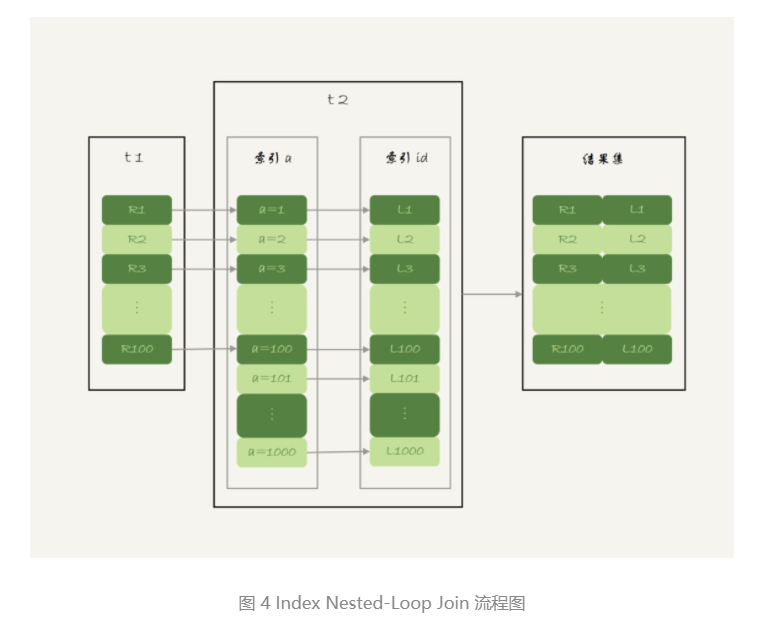 t2
t1
索引 a
索引 id
结果集
R1
a=1
L1
R1
L1
R2
a=2
L2
R2
L2
R3
a=3
L3
R3
L3
⋮
⋮
⋮
⋮
R100
a=100
L100
R100
L100
a=101
L101
⋮
⋮
a=1000
L1000
图 4 Index Nested-Loop Join 流程图